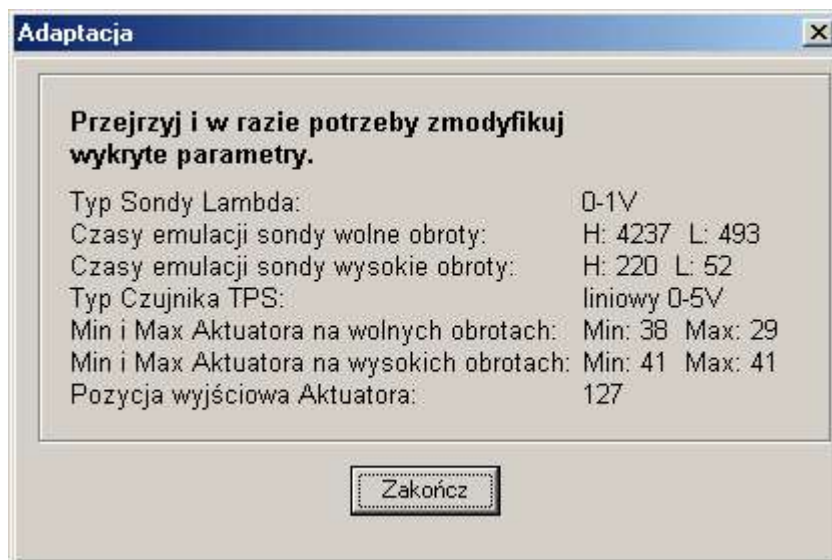 Adaptacja
Przejrzyj i w razie potrzeby zmodyfikuj
wykryte parametry.
Typ Sondy Lambda: 0-1V
Czasy emulacji sondy wolne obroty: H: 4237 L: 493
Czasy emulacji sondy wysokie obroty: H: 220 L: 52
Typ Czujnika TPS: liniowy 0-5V
Min i Max Aktuatora na wolnych obrotach: Min: 38 Max: 29
Min i Max Aktuatora na wysokich obrotach: Min: 41 Max: 41
Pozycja wyjściowa Aktuatora: 127
Zakończ